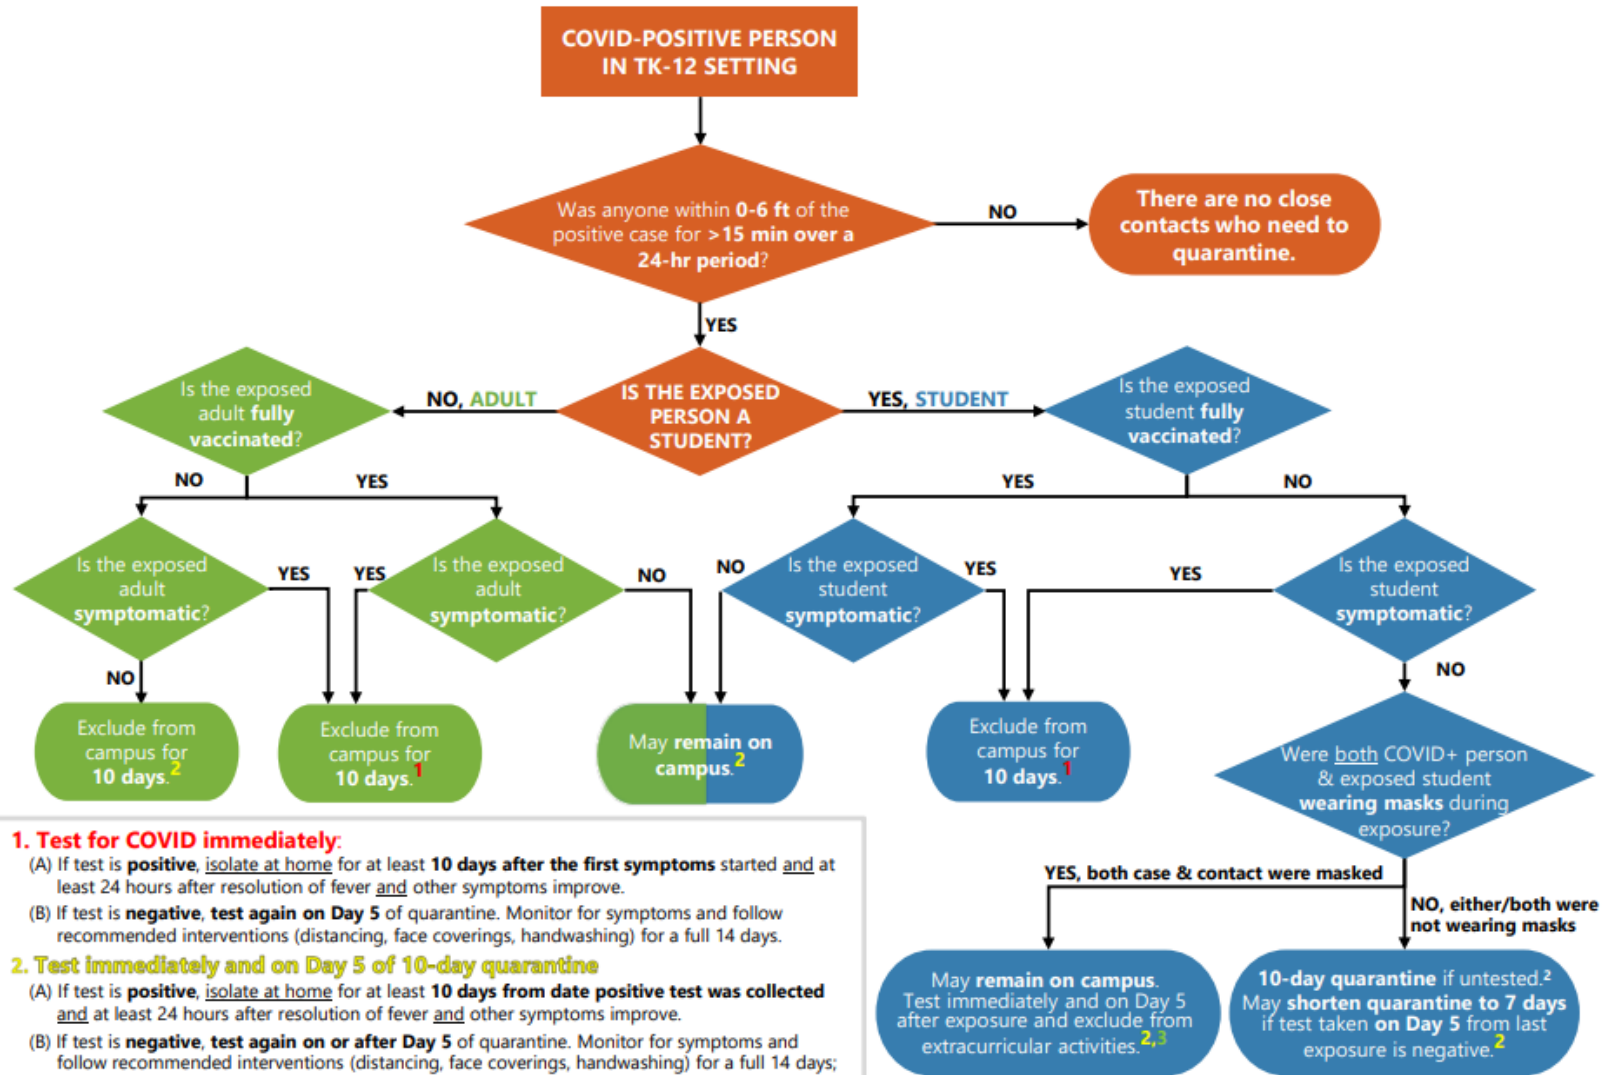 COVID-POSITIVE PERSON
IN TK-12 SETTING
Was anyone within 0-6 ft of the
positive case for >15 min over a
24-hr period?
NO
There are no close
contacts who need to
quarantine.
YES
IS THE EXPOSED
PERSON A
STUDENT?
NO, ADULT
YES, STUDENT
Is the exposed
adult fully
vaccinated?
Is the exposed
student fully
vaccinated?
NO
YES
YES
NO
Is the exposed
adult
symptomatic?
YES
YES
Is the exposed
adult
symptomatic?
NO
NO
Is the exposed
student
symptomatic?
YES
YES
Is the exposed
student
symptomatic?
NO
NO
Exclude from
campus for
10 days.2
Exclude from
campus for
10 days.1
May remain on
campus.2
Exclude from
campus for
10 days.1
Were both COVID+ person
& exposed student
wearing masks during
exposure?
YES, both case & contact were masked
NO, either/both were
not wearing masks
May remain on campus.
Test immediately and on Day 5
after exposure and exclude from
extracurricular activities.2,3
10-day quarantine if untested.2
May shorten quarantine to 7 days
if test taken on Day 5 from last
exposure is negative.2
1. Test for COVID immediately:
(A) If test is positive, isolate at home for at least 10 days after the first symptoms started and at
least 24 hours after resolution of fever and other symptoms improve.
(B) If test is negative, test again on Day 5 of quarantine. Monitor for symptoms and follow
recommended interventions (distancing, face coverings, handwashing) for a full 14 days.
2. Test immediately and on Day 5 of 10-day quarantine
(A) If test is positive, isolate at home for at least 10 days from date positive test was collected
and at least 24 hours after resolution of fever and other symptoms improve.
(B) If test is negative, test again on or after Day 5 of quarantine. Monitor for symptoms and
follow recommended interventions (distancing, face coverings, handwashing) for a full 14 days;